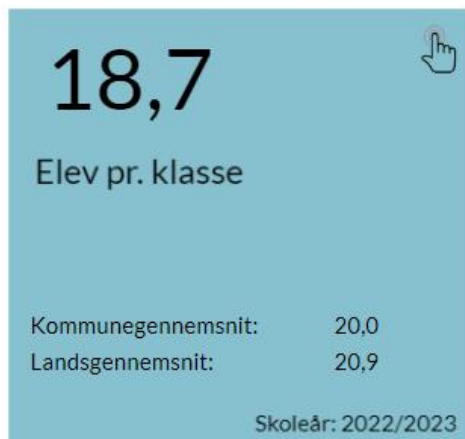 18,7
Elev pr. klasse
Kommunegennemsnit: 20,0
Landsgennemsnit: 20,9
Skoleår: 2022/2023